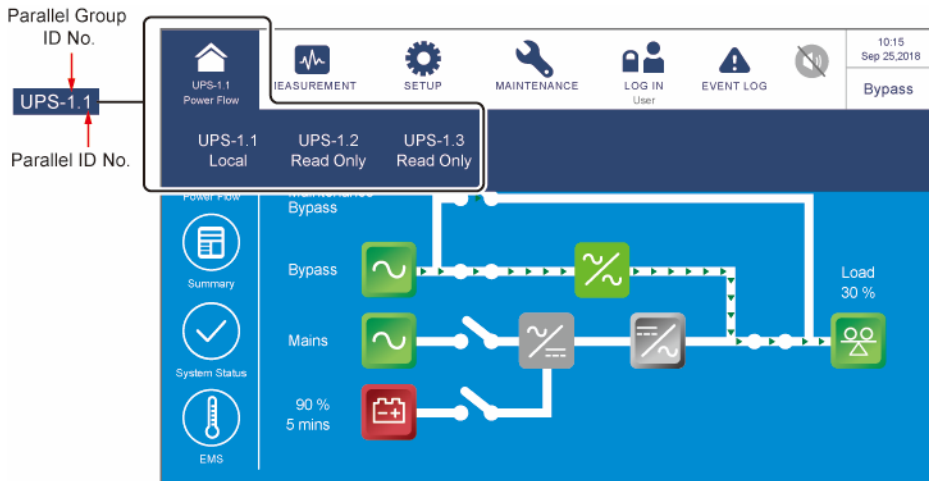 Parallel Group
ID No.
UPS-1.1
Parallel ID No.
UPS-1.1
Power Flow
MEASUREMENT
SETUP
MAINTENANCE
LOG IN
User
EVENT LOG
10:15
Sep 25,2018
Bypass
UPS-1.1
Local
UPS-1.2
Read Only
UPS-1.3
Read Only
Power Flow
Summary
System Status
EMS
Maintenance
Bypass
Bypass
Mains
90 %
5 mins
Load
30 %